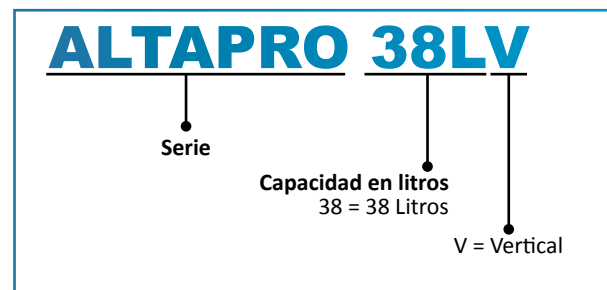 ALTAPRO 38LV
Serie
Capacidad en litros
38 = 38 Litros
V = Vertical